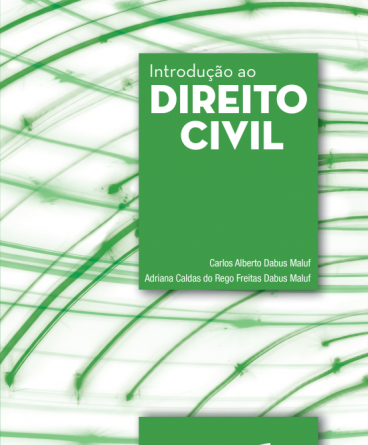 Introdução ao
DIREITO
CIVIL
Carlos Alberto Dabus Maluf
Adriana Caldas do Rego Freitas Dabus Maluf